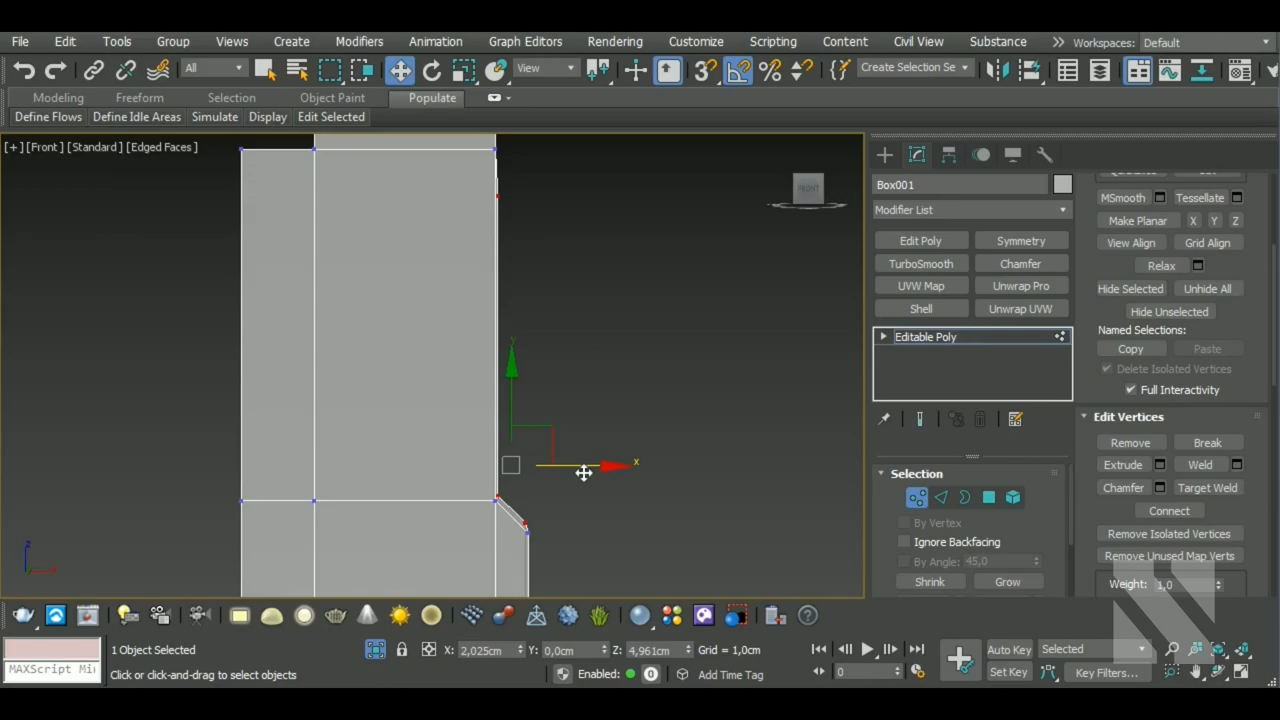 File Edit Tools Group Views Create Modifiers Animation Graph Editors Rendering Customize Scripting Content Civil View Substance Workspaces: Default
All View Create Selection Se
Modeling Freeform Selection Object Paint Populate
Define Flows Define Idle Areas Simulate Display Edit Selected
[+] [Front] [Standard] [Edged Faces]
FRONT
Box001
Modifier List
Edit Poly Symmetry
TurboSmooth Chamfer
UVW Map Unwrap Pro
Shell Unwrap UVW
Editable Poly
Selection
By Vertex
Ignore Backfacing
By Angle: 45,0
Shrink Grow
MSmooth Tessellate
Make Planar X Y Z
View Align Grid Align
Relax
Hide Selected Unhide All
Hide Unselected
Named Selections:
Copy Paste
Delete Isolated Vertices
Full Interactivity
Edit Vertices
Remove Break
Extrude Weld
Chamfer Target Weld
Connect
Remove Isolated Vertices
Remove Unused Map Verts
Weight: 1,0
y
x
z
MAXScript Mi
1 Object Selected
Click or click-and-drag to select objects
X: 2,025cm Y: 0,0cm Z: 4,961cm Grid = 1,0cm
Enabled: 0 Add Time Tag
0
Auto Key Selected
Set Key Key Filters...